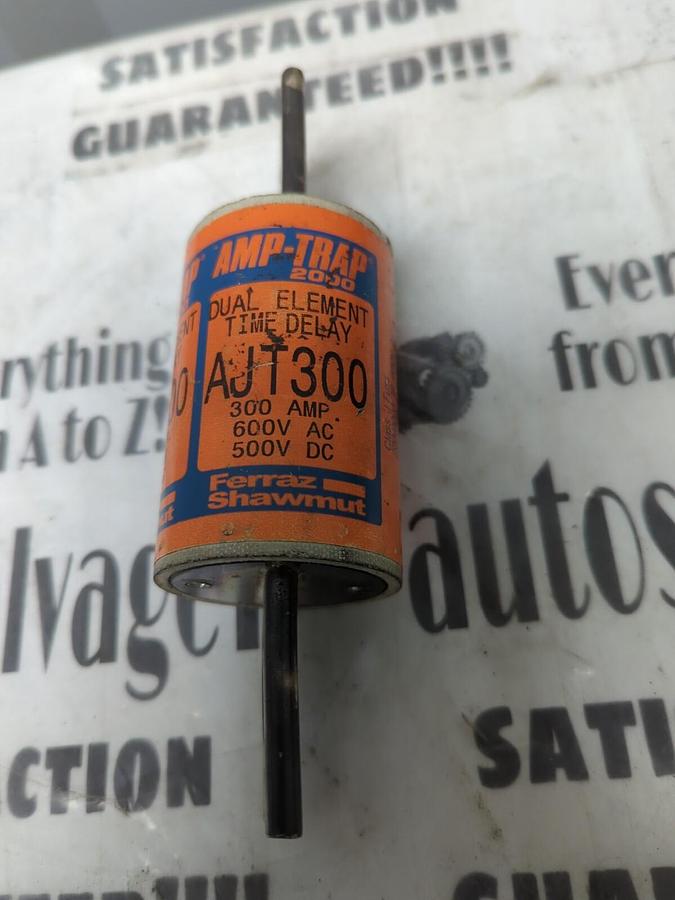 SATISFACTION
GUARANTEED!!!!
AMP-TRAP
2000
DUAL ELEMENT
TIME DELAY
AJT300
300 AMP
600V AC
500V DC
Ferraz
Shawmut
Ever
from
rything
A to Z!
lvage
autos
CTION
SATI